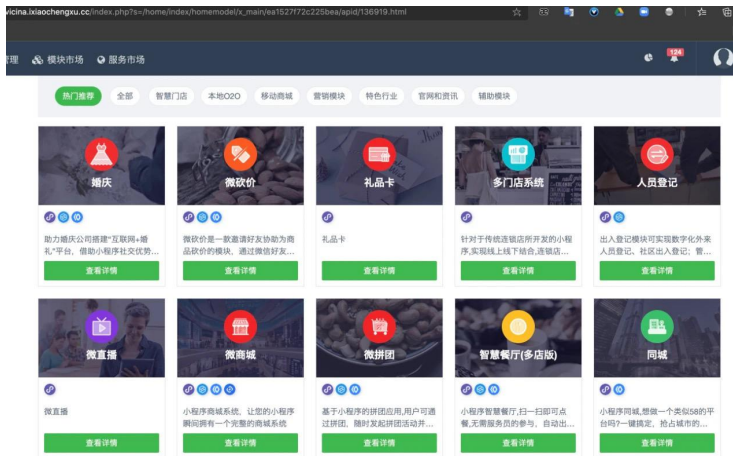 vicina.ixiaochengxu.cc/index.php?s=/home/index/homemodel/x_main/ea1527f72c225bea/apid/136919.html
管理 模块市场 服务市场 124
热门推荐 全部 智慧门店 本地O2O 移动商城 营销模块 特色行业 官网和资讯 辅助模块
婚庆 微砍价 礼品卡 多门店系统 人员登记
助力婚庆公司搭建“互联网+婚 微砍价是一款邀请好友协助为商 礼品卡 针对于传统连锁店所开发的小程 出入登记模块可实现数字化外来
礼”平台，借助小程序社交优势... 品砍价的模块，通过微信好友... 序,实现线上线下结合,连锁店... 人员登记、社区出入登记；管...
查看详情 查看详情 查看详情 查看详情 查看详情
微直播 微商城 微拼团 智慧餐厅(多店版) 同城
微直播 小程序商城系统，让您的小程序 基于小程序的拼团应用,用户可通 小程序智慧餐厅,扫一扫即可点 小程序同城,想做一个类似58的平
瞬间拥有一个完整的商城系统 过拼团，随时发起拼团活动并... 餐,无需服务员的参与，自动出... 台吗?一键搞定，抢占城市的...
查看详情 查看详情 查看详情 查看详情 查看详情